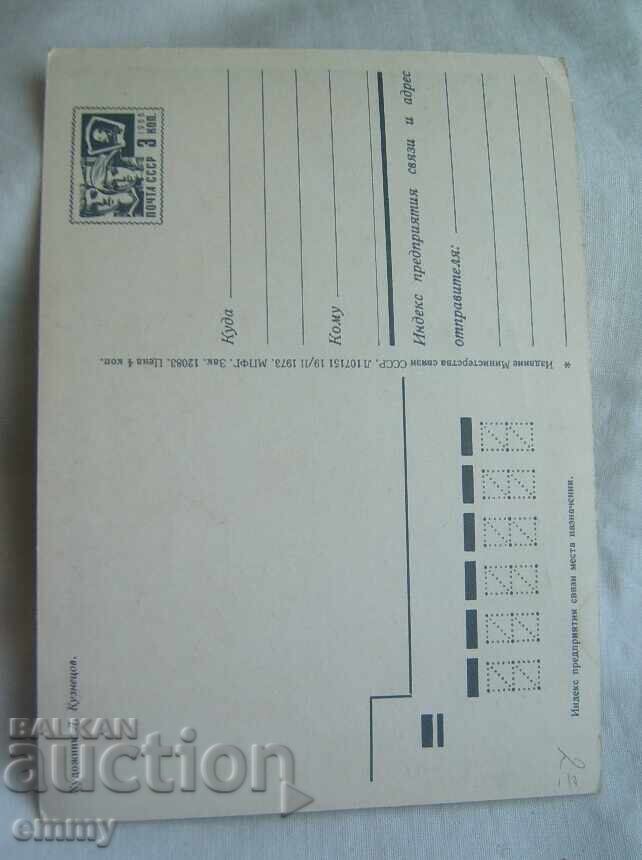 ПОЧТА СССР
1966
3 коп.
Куда
Кому
Индекс предприятия связи и адрес
отправителя:
* Издание Министерства связи СССР. Л 107151 19/II 1973. МПФГ. Зак. 12083. Цена 4 коп.
Художник Кузнецов.
Индекс предприятия связи места назначения.
BALKAN
auction
emmy